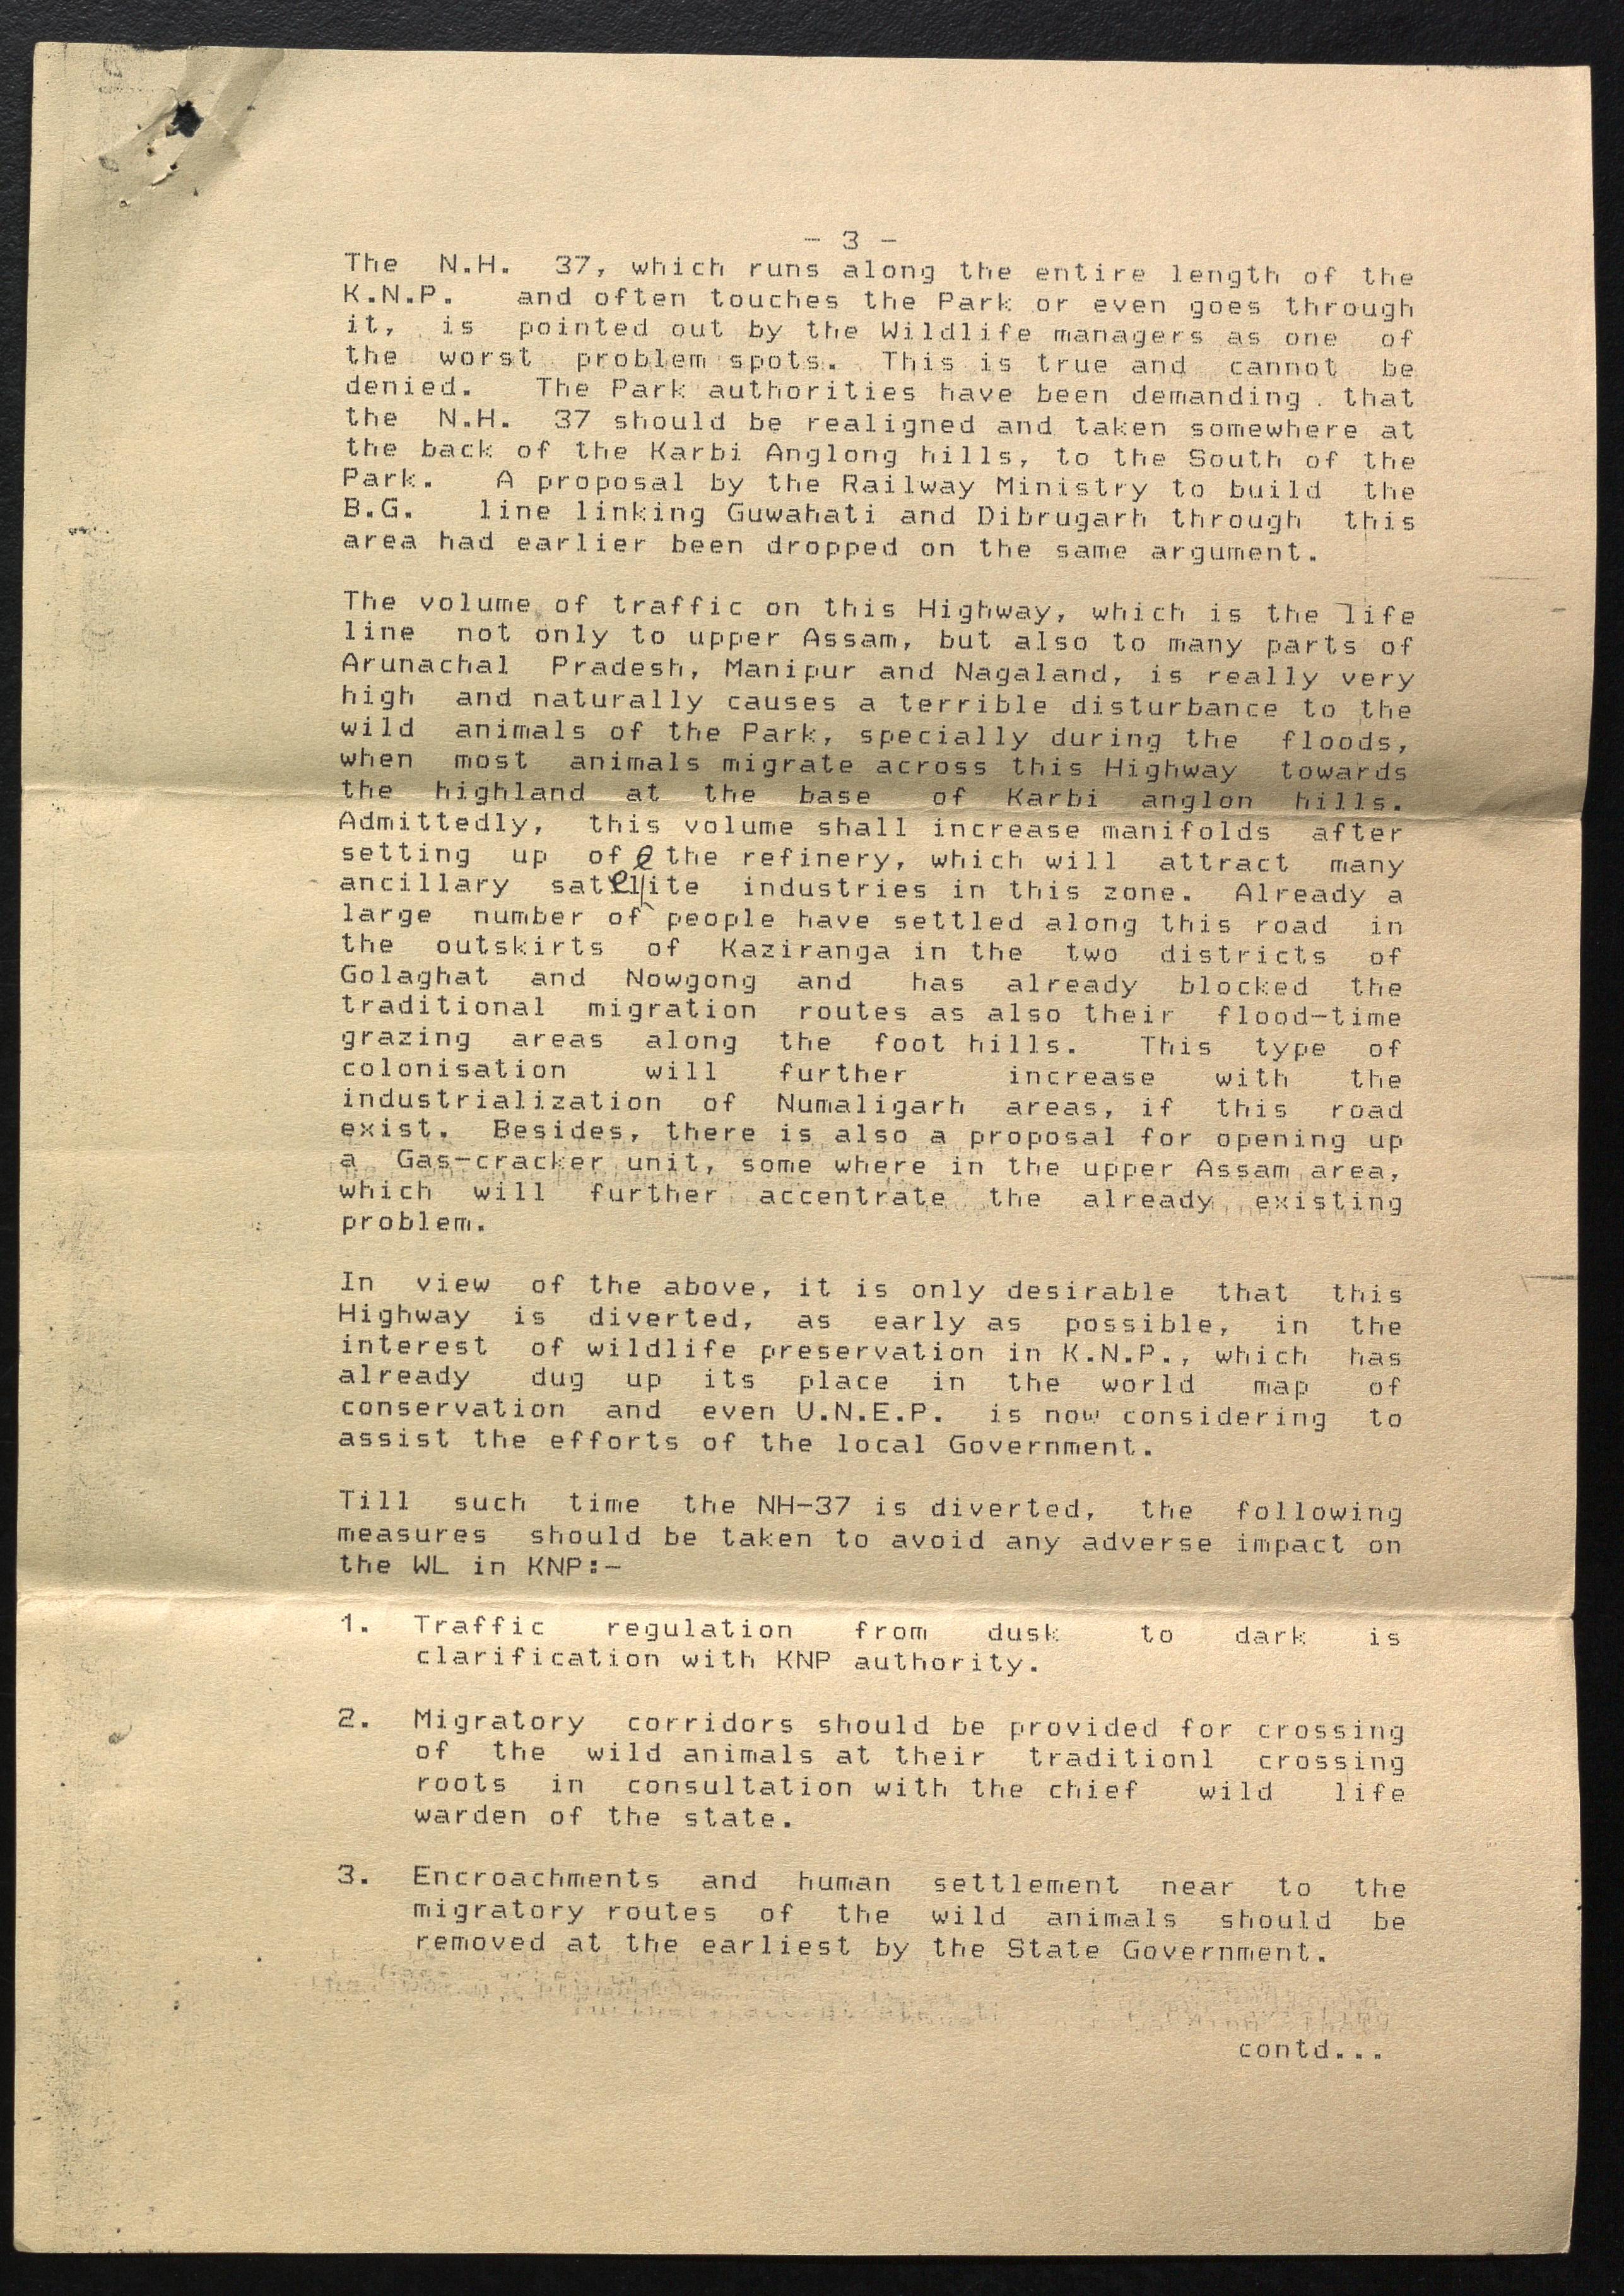 - 3 -
The N.H. 37, which runs along the entire length of the
K.N.P. and often touches the Park or even goes through
it, is pointed out by the Wildlife managers as one of
the worst problem spots. This is true and cannot be
denied. The Park authorities have been demanding that
the N.H. 37 should be realigned and taken somewhere at
the back of the Karbi Anglong hills, to the South of the
Park. A proposal by the Railway Ministry to build the
B.G. line linking Guwahati and Dibrugarh through this
area had earlier been dropped on the same argument.
The volume of traffic on this Highway, which is the life
line not only to upper Assam, but also to many parts of
Arunachal Pradesh, Manipur and Nagaland, is really very
high and naturally causes a terrible disturbance to the
wild animals of the Park, specially during the floods,
when most animals migrate across this Highway towards
the highland at the base of Karbi anglon hills.
Admittedly, this volume shall increase manifolds after
setting up of the refinery, which will attract many
ancillary satellite industries in this zone. Already a
large number of people have settled along this road in
the outskirts of Kaziranga in the two districts of
Golaghat and Nowgong and has already blocked the
traditional migration routes as also their flood-time
grazing areas along the foot hills. This type of
colonisation will further increase with the
industrialization of Numaligarh areas, if this road
exist. Besides, there is also a proposal for opening up
a Gas-cracker unit, some where in the upper Assam area,
which will further accentrate the already existing
problem.
In view of the above, it is only desirable that this
Highway is diverted, as early as possible, in the
interest of wildlife preservation in K.N.P., which has
already dug up its place in the world map of
conservation and even U.N.E.P. is now considering to
assist the efforts of the local Government.
Till such time the NH-37 is diverted, the following
measures should be taken to avoid any adverse impact on
the WL in KNP:-
1. Traffic regulation from dusk to dark is
clarification with KNP authority.
2. Migratory corridors should be provided for crossing
of the wild animals at their traditionl crossing
roots in consultation with the chief wild life
warden of the state.
3. Encroachments and human settlement near to the
migratory routes of the wild animals should be
removed at the earliest by the State Government.
contd...